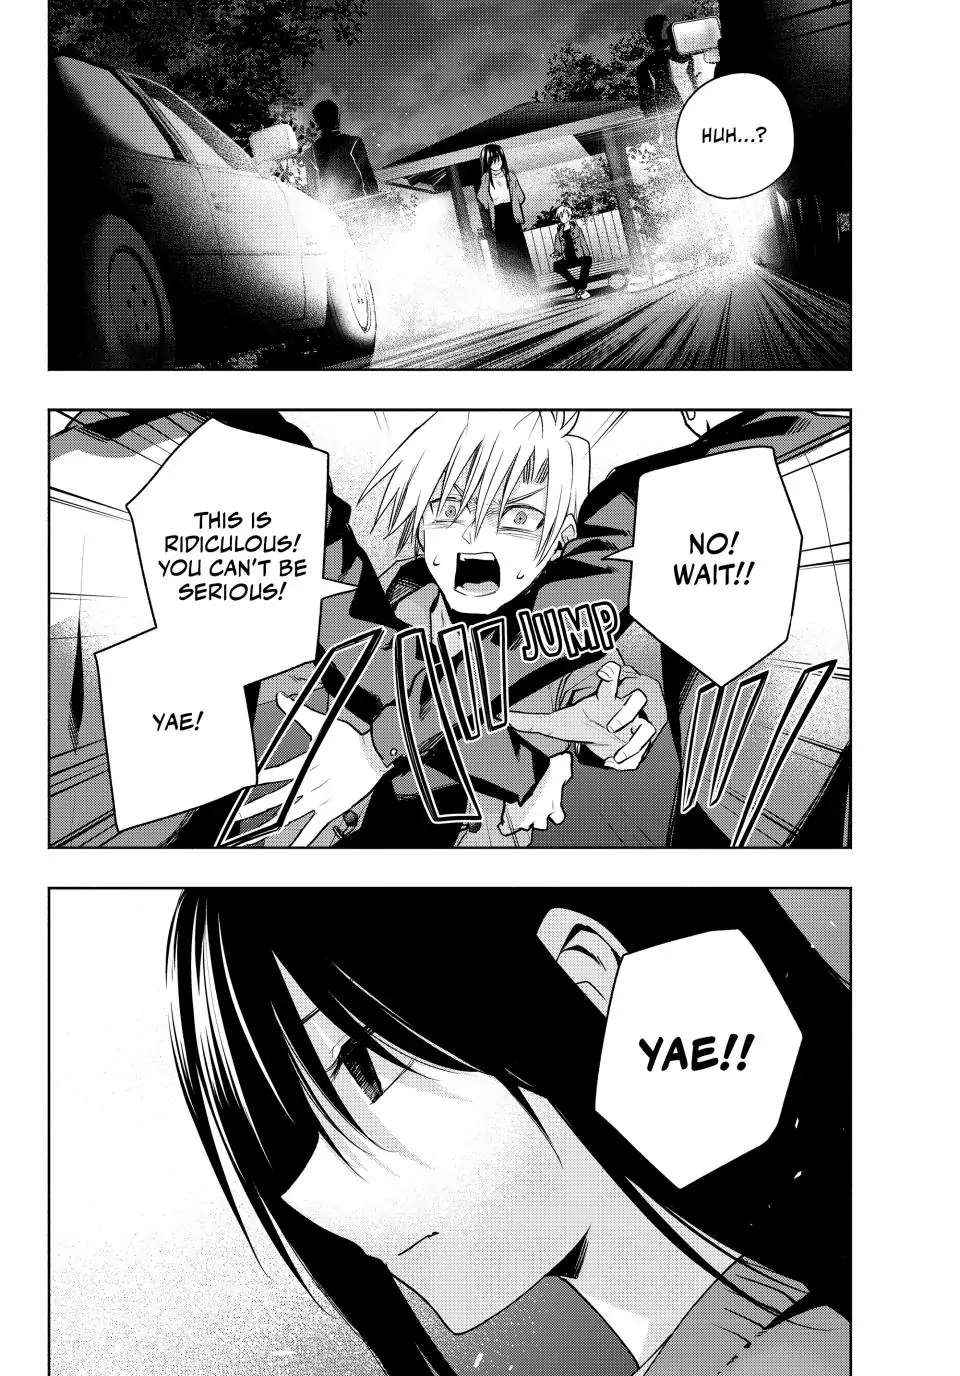 HUH...?
NO!
WAIT!!
JUMP
THIS IS
RIDICULOUS!
YOU CAN'T BE
SERIOUS!
YAE!
YAE!!